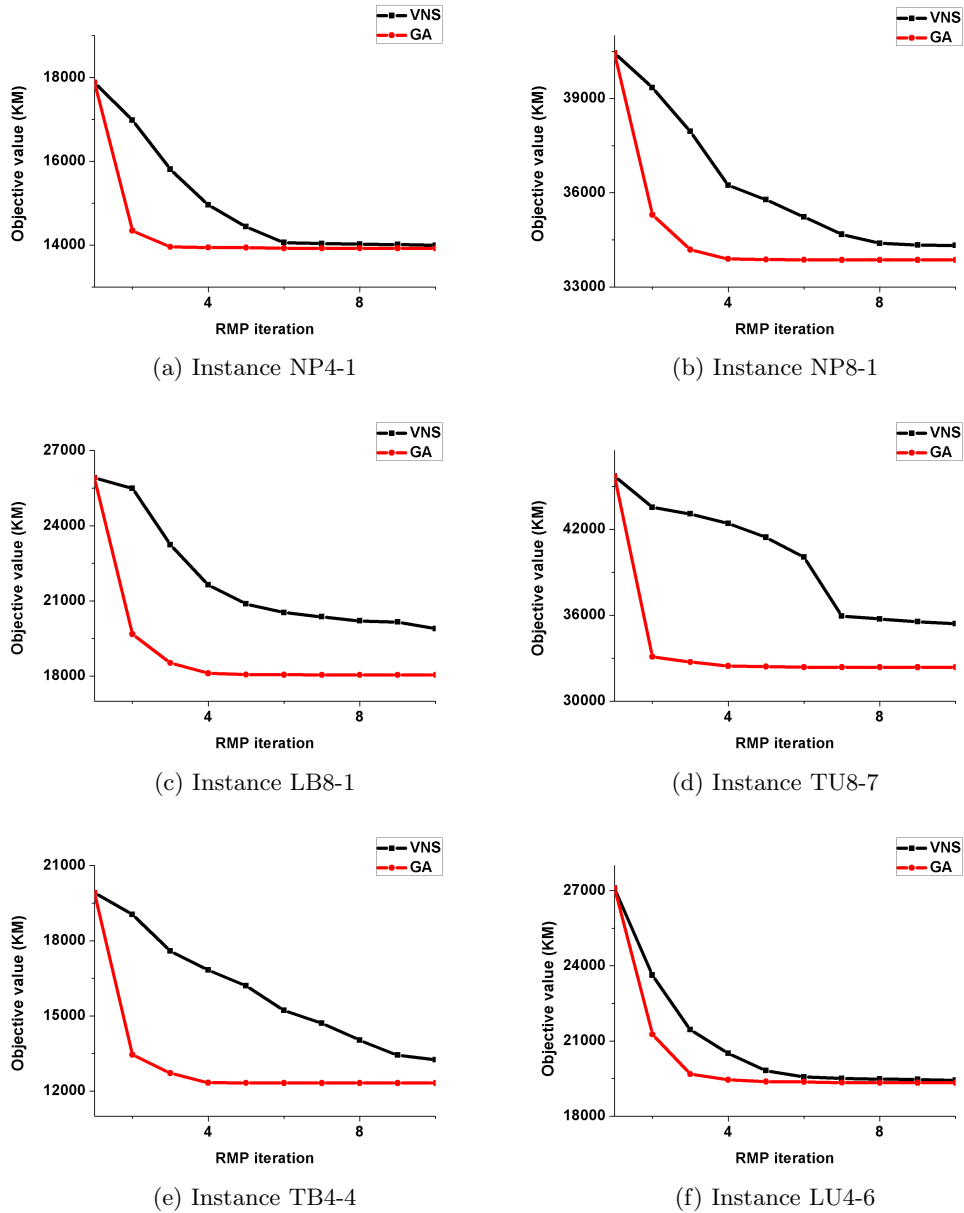 VNS
GA
18000
16000
14000
Objective value (KM)
4
8
RMP iteration
(a) Instance NP4-1
VNS
GA
39000
36000
33000
Objective value (KM)
4
8
RMP iteration
(b) Instance NP8-1
VNS
GA
27000
24000
21000
18000
Objective value (KM)
4
8
RMP iteration
(c) Instance LB8-1
VNS
GA
42000
36000
30000
Objective value (KM)
4
8
RMP iteration
(d) Instance TU8-7
VNS
GA
21000
18000
15000
12000
Objective value (KM)
4
8
RMP iteration
(e) Instance TB4-4
VNS
GA
27000
24000
21000
18000
Objective value (KM)
4
8
RMP iteration
(f) Instance LU4-6